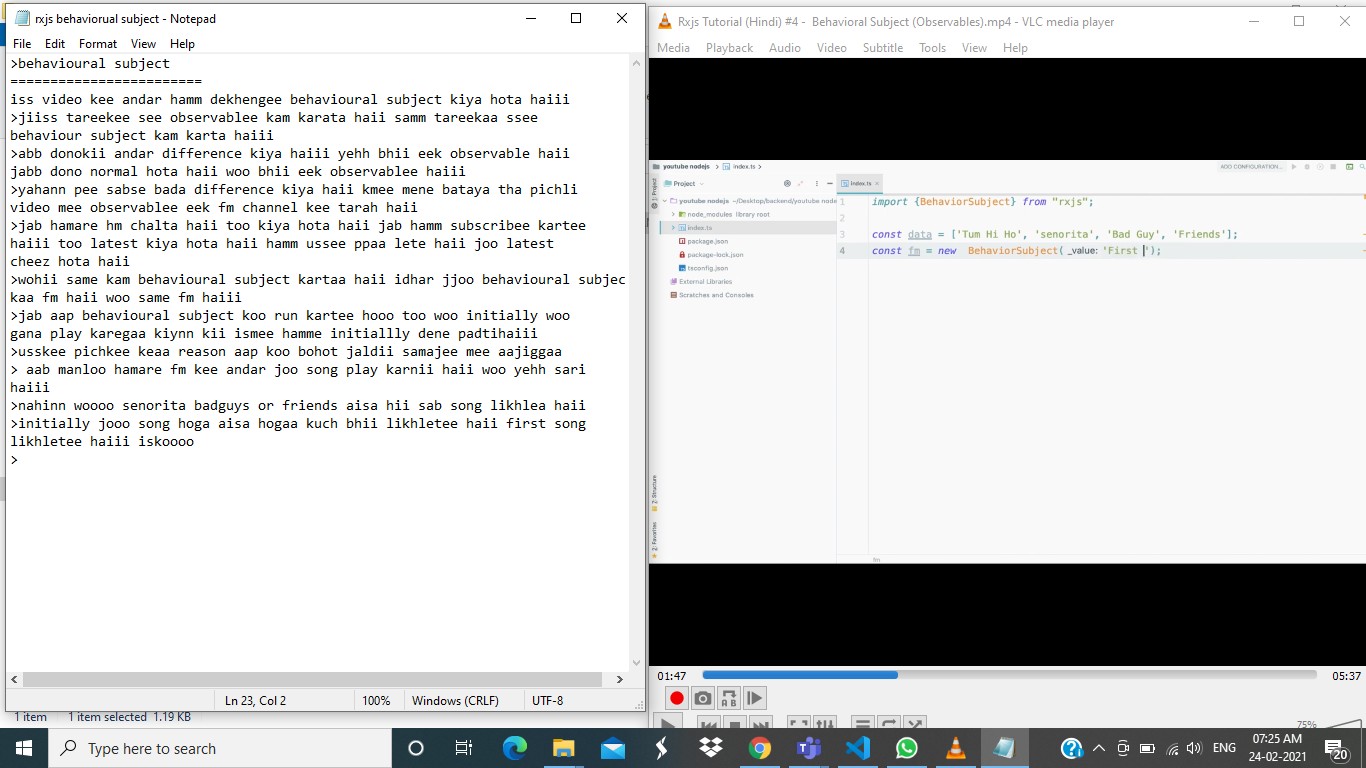 rxjs behaviorual subject - Notepad
File Edit Format View Help
>behavioural subject
========================
iss video kee andar hamm dekhengee behavioural subject kiya hota haiii
>jiiss tareekee see observablee kam karata haii samm tareekaa ssee
behaviour subject kam karta haiii
>abb donokii andar difference kiya haiii yehh bhii eek observable haii
jabb dono normal hota haii woo bhii eek observablee haiii
>yahann pee sabse bada difference kiya haii kmee mene bataya tha pichli
video mee observablee eek fm channel kee tarah haii
>jab hamare hm chalta haii too kiya hota haii jab hamm subscribee kartee
haiii too latest kiya hota haii hamm ussee ppaa lete haii joo latest
cheez hota haii
>wohii same kam behavioural subject kartaa haii idhar jjoo behavioural subjec
kaa fm haii woo same fm haiii
>jab aap behavioural subject koo run kartee hooo too woo initially woo
gana play karegaa kiynn kii ismee hamme initiallly dene padtihaiii
>usskee pichkee keaa reason aap koo bohot jaldii samajee mee aajiggaa
> aab manloo hamare fm kee andar joo song play karnii haii woo yehh sari
haiii
>nahinn woooo senorita badguys or friends aisa hii sab song likhlea haii
>initially jooo song hoga aisa hogaa kuch bhii likhletee haii first song
likhletee haiii iskoooo
>
Ln 23, Col 2 100% Windows (CRLF) UTF-8
1 item 1 item selected 1.19 KB
Rxjs Tutorial (Hindi) #4 - Behavioral Subject (Observables).mp4 - VLC media player
Media Playback Audio Video Subtitle Tools View Help
youtube nodejs index.ts
ADD CONFIGURATION...
Project
index.ts
youtube nodejs ~/Desktop/backend/youtube node
node_modules library root
index.ts
package.json
package-lock.json
tsconfig.json
External Libraries
Scratches and Consoles
1: Project
Z: Structure
2: Favorites
1 import {BehaviorSubject} from "rxjs";
2
3 const data = ['Tum Hi Ho', 'senorita', 'Bad Guy', 'Friends'];
4 const fm = new BehaviorSubject( _value: 'First ');
fm
01:47 05:37
A B
75%
Type here to search
ENG
07:25 AM
24-02-2021
20